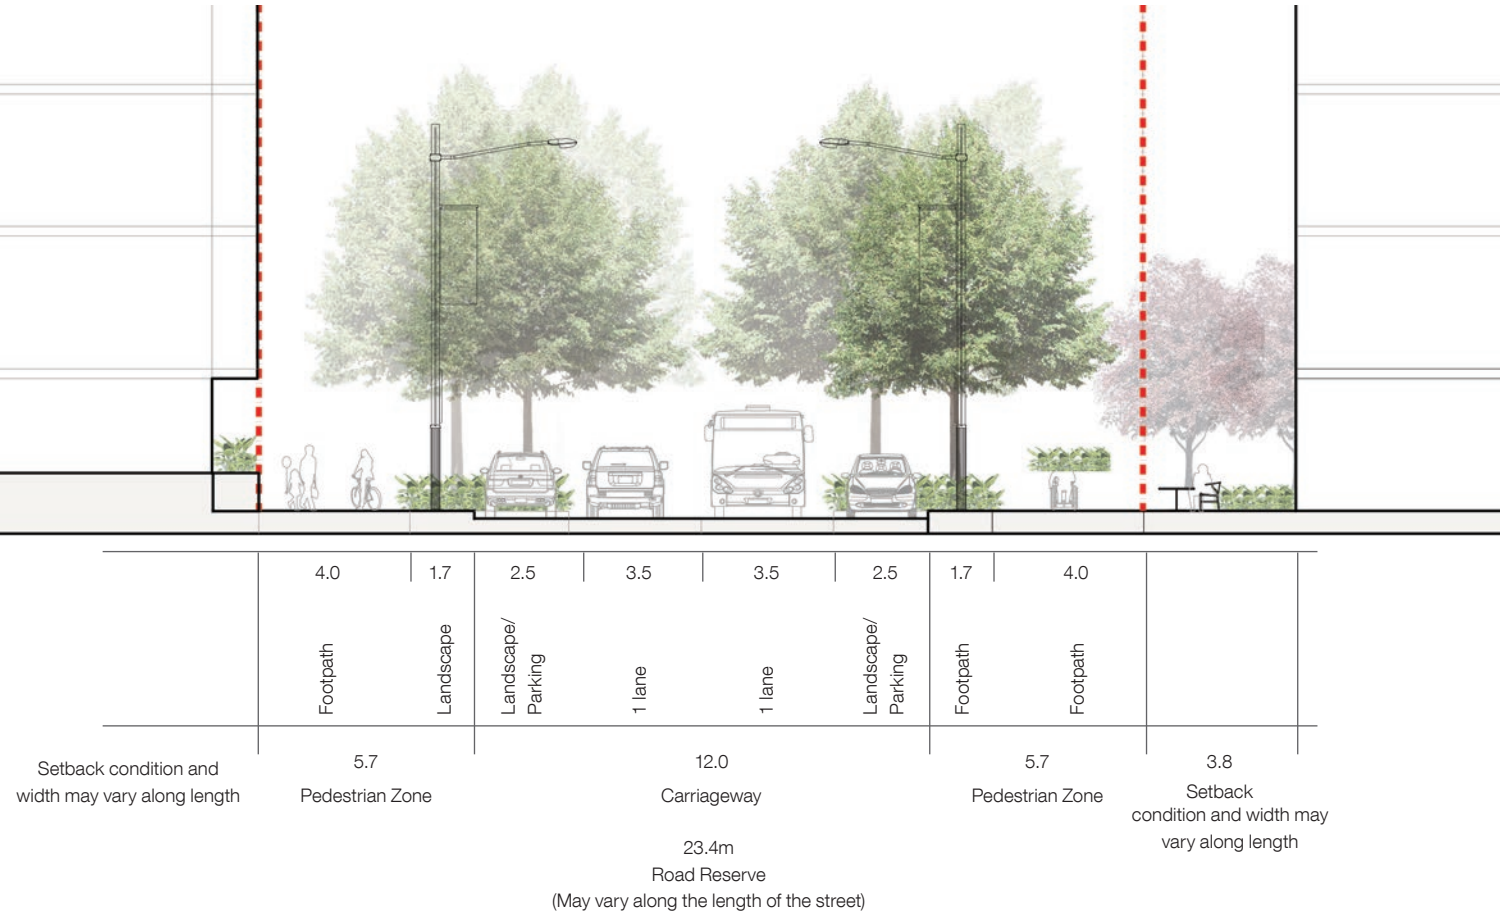 4.0
1.7
2.5
3.5
3.5
2.5
1.7
4.0
Footpath
Landscape
Landscape/
Parking
1 lane
1 lane
Landscape/
Parking
Footpath
Footpath
Setback condition and
width may vary along length
5.7
Pedestrian Zone
12.0
Carriageway
5.7
Pedestrian Zone
3.8
Setback
condition and width may
vary along length
23.4m
Road Reserve
(May vary along the length of the street)